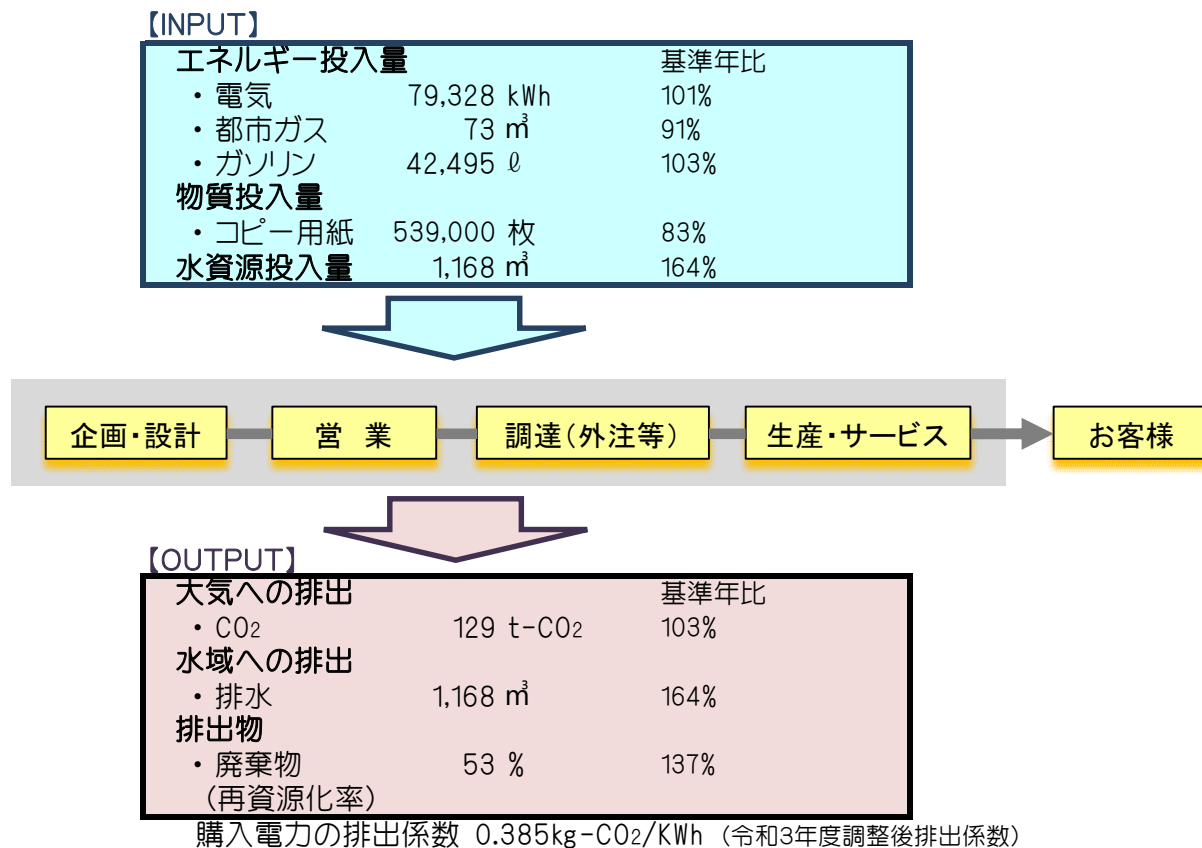 【INPUT】
エネルギー投入量 基準年比
・電気 79,328 kWh 101%
・都市ガス 73 ㎥ 91%
・ガソリン 42,495 ℓ 103%
物質投入量
・コピー用紙 539,000 枚 83%
水資源投入量 1,168 ㎥ 164%
企画・設計 営 業 調達(外注等) 生産・サービス お客様
【OUTPUT】
大気への排出 基準年比
・CO2 129 t-CO2 103%
水域への排出
・排水 1,168 ㎥ 164%
排出物
・廃棄物 53 % 137%
(再資源化率)
購入電力の排出係数 0.385kg-CO2/KWh (令和3年度調整後排出係数)